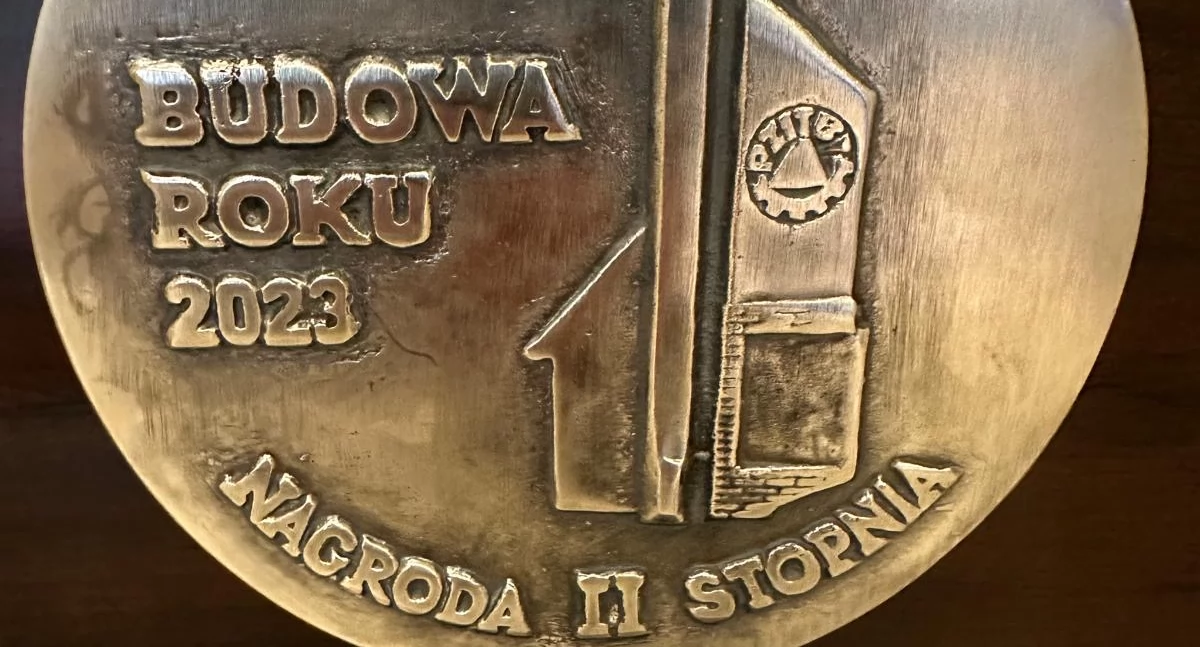 BUDOWA
ROKU
2023
PZITB
NAGRODA II STOPNIA